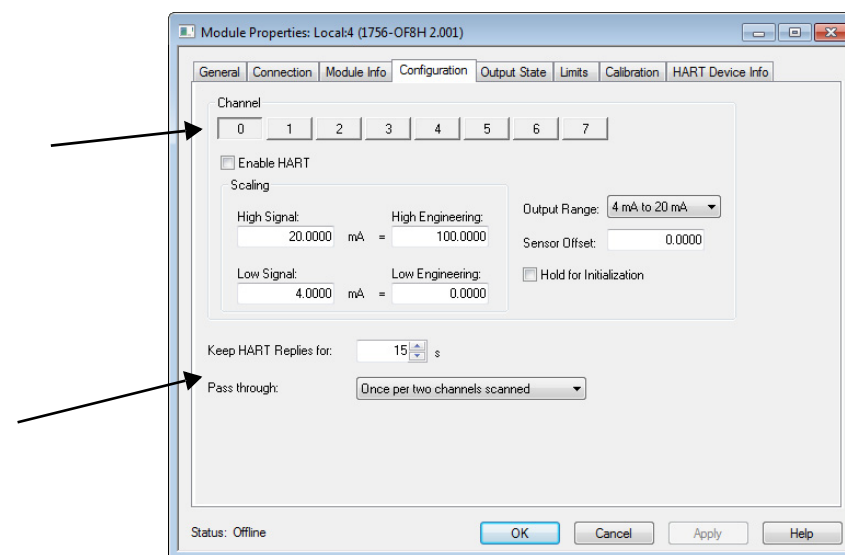 Module Properties: Local:4 (1756-OF8H 2.001)
General Connection Module Info Configuration Output State Limits Calibration HART Device Info
Channel
0 1 2 3 4 5 6 7
Enable HART
Scaling
High Signal: High Engineering:
20.0000 mA = 100.0000
Low Signal: Low Engineering:
4.0000 mA = 0.0000
Output Range: 4 mA to 20 mA
Sensor Offset: 0.0000
Hold for Initialization
Keep HART Replies for: 15 s
Pass through: Once per two channels scanned
Status: Offline
OK Cancel Apply Help